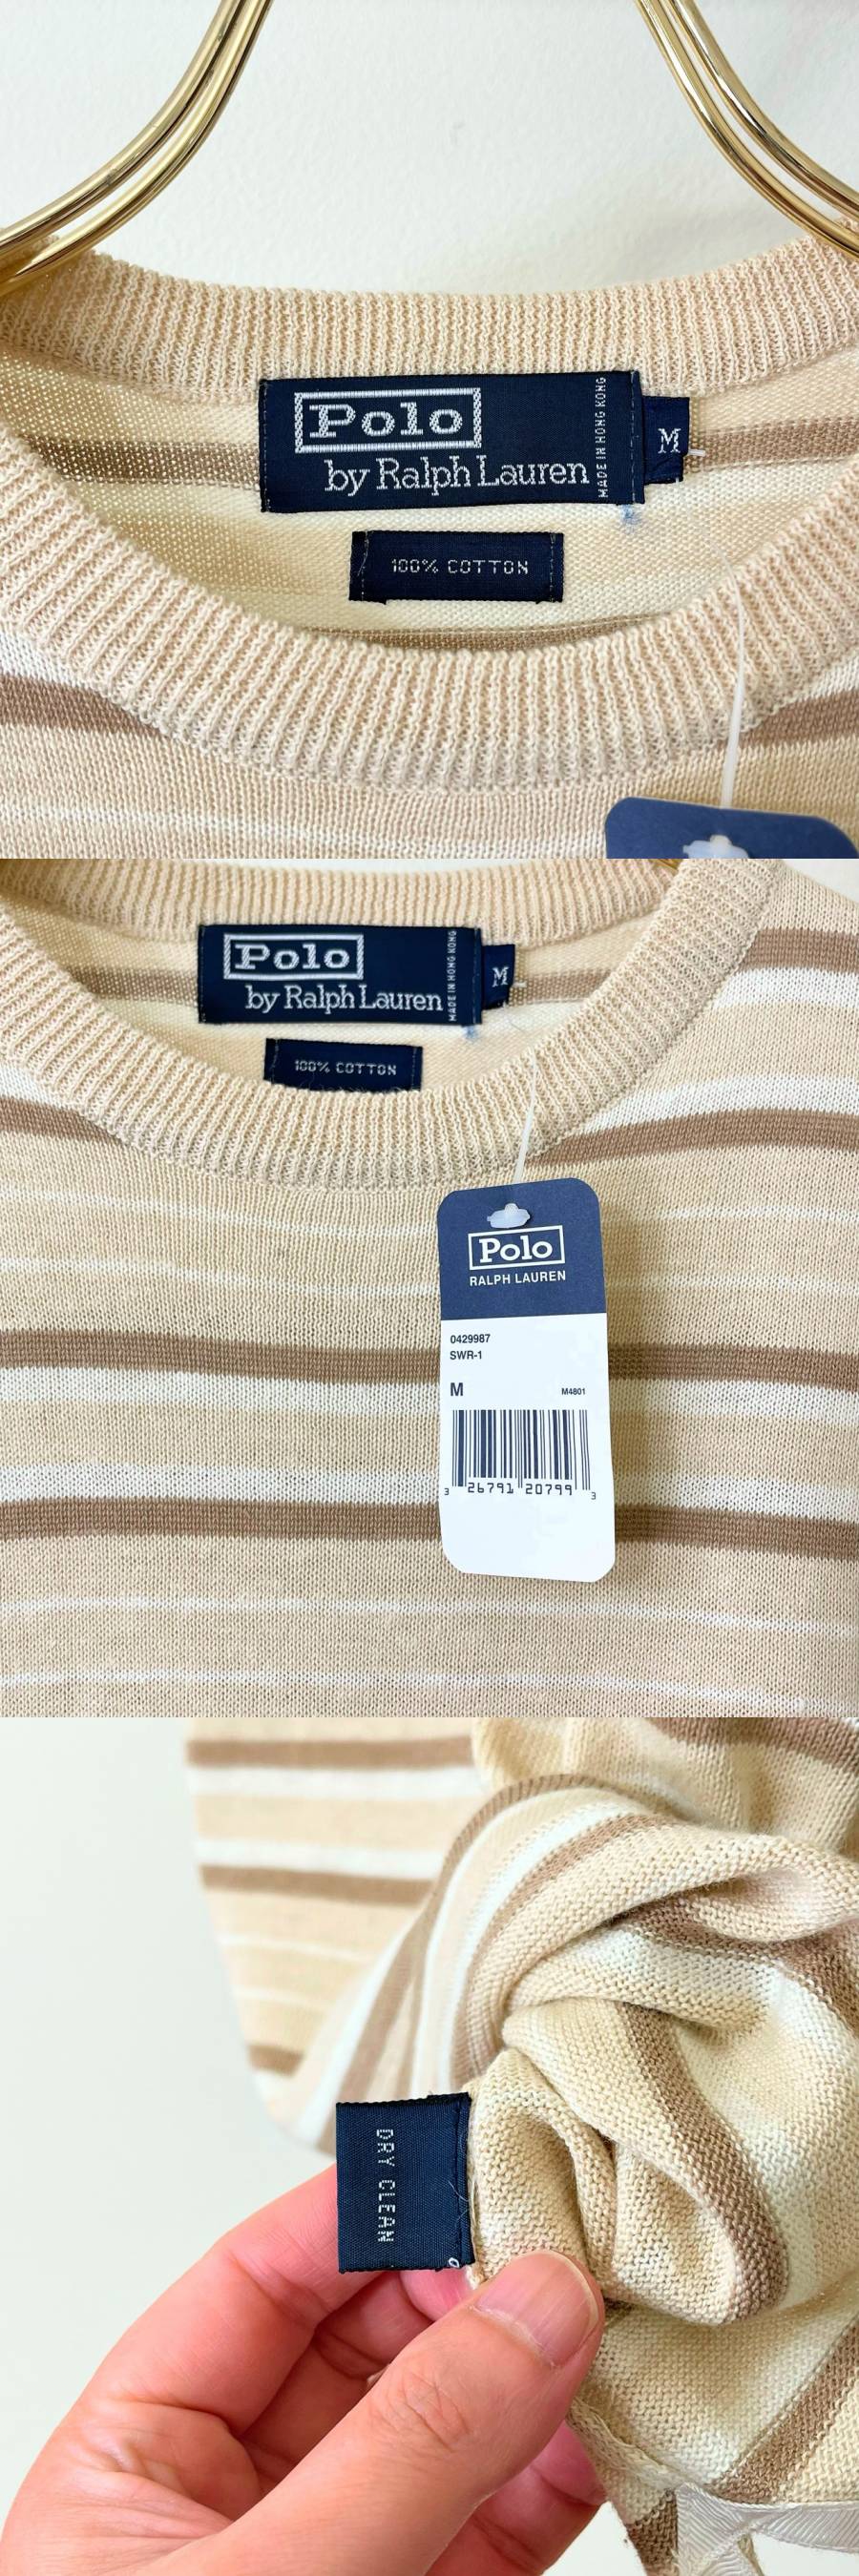 Polo
by Ralph Lauren
MADE IN HONG KONG
M
100% COTTON
Polo
by Ralph Lauren
MADE IN HONG KONG
M
100% COTTON
Polo
RALPH LAUREN
0429987
SWR-1
M
M4801
3 26791 20799 3
DRY CLEAN